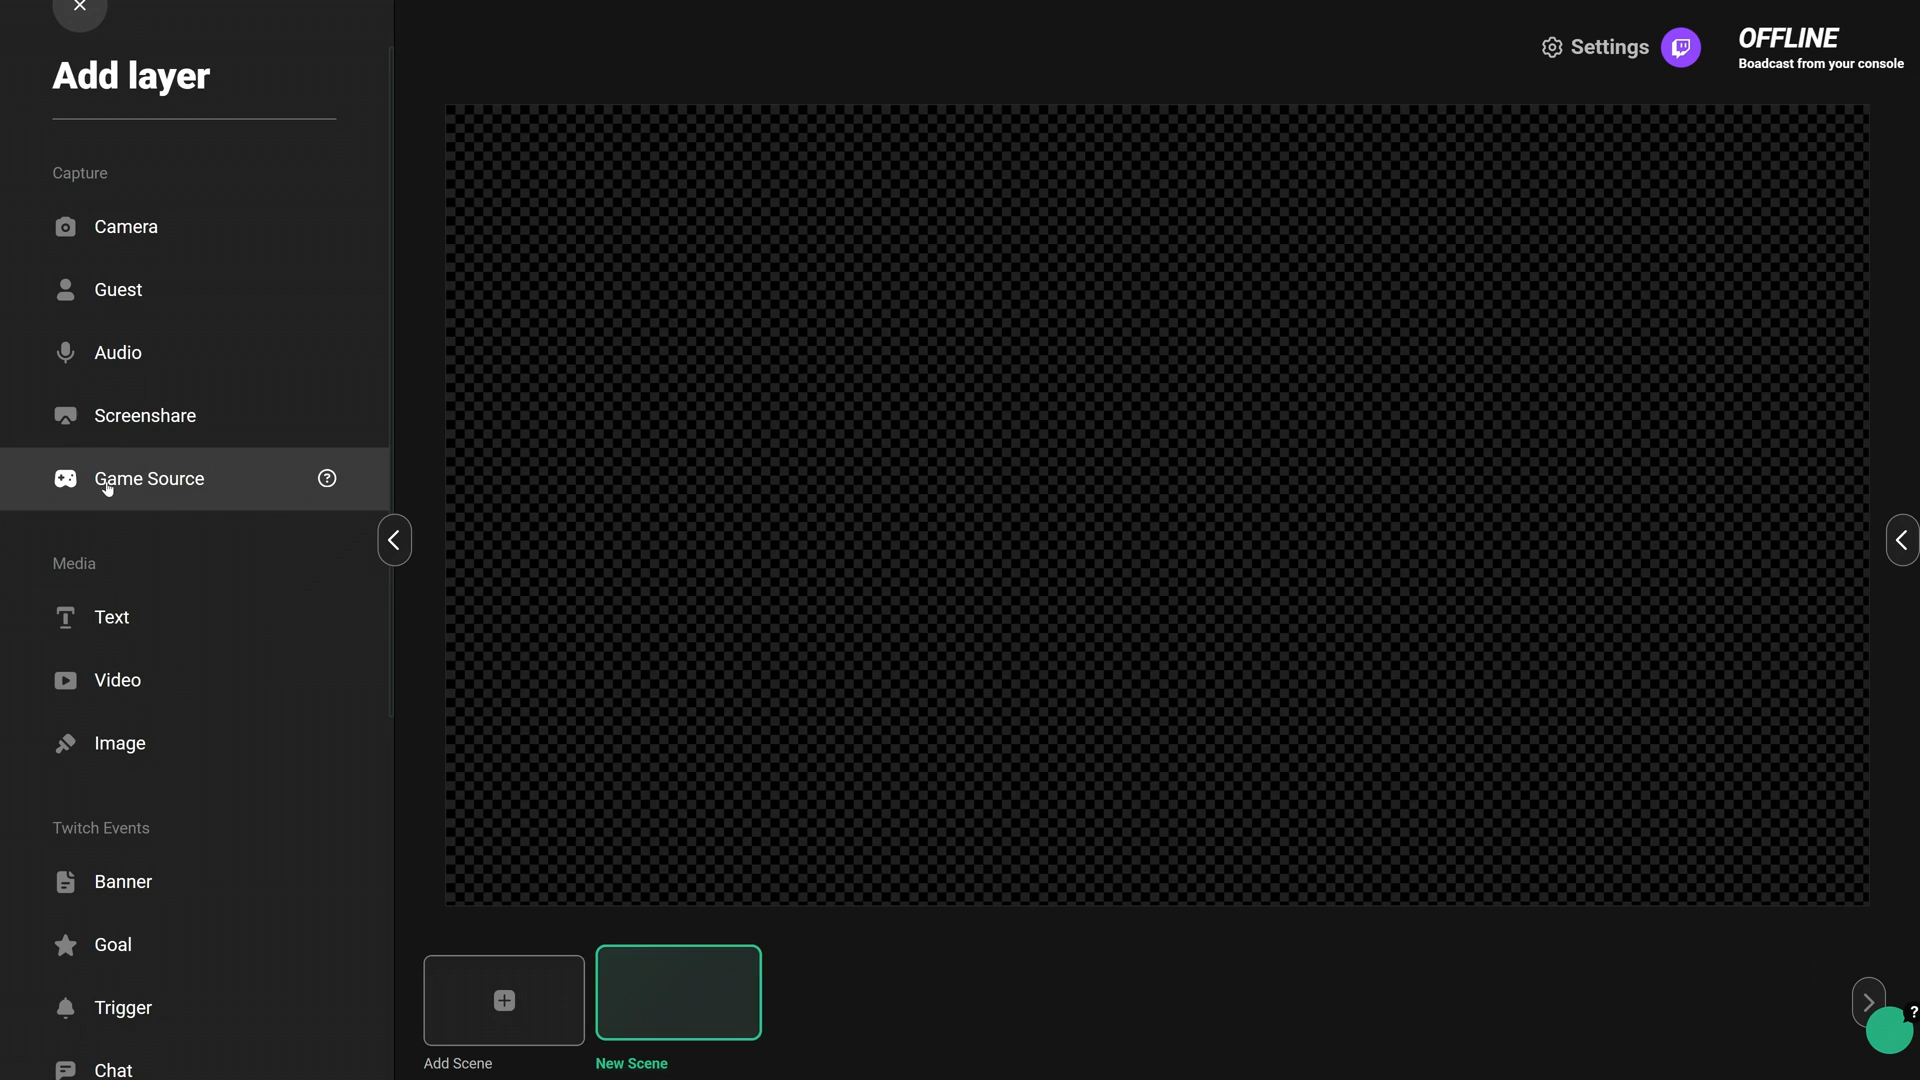 Add layer
Capture
Camera
Guest
Audio
Screenshare
Game Source
Media
Text
Video
Image
Twitch Events
Banner
Goal
Trigger
Chat
Settings
OFFLINE
Boadcast from your console
Add Scene
New Scene
?